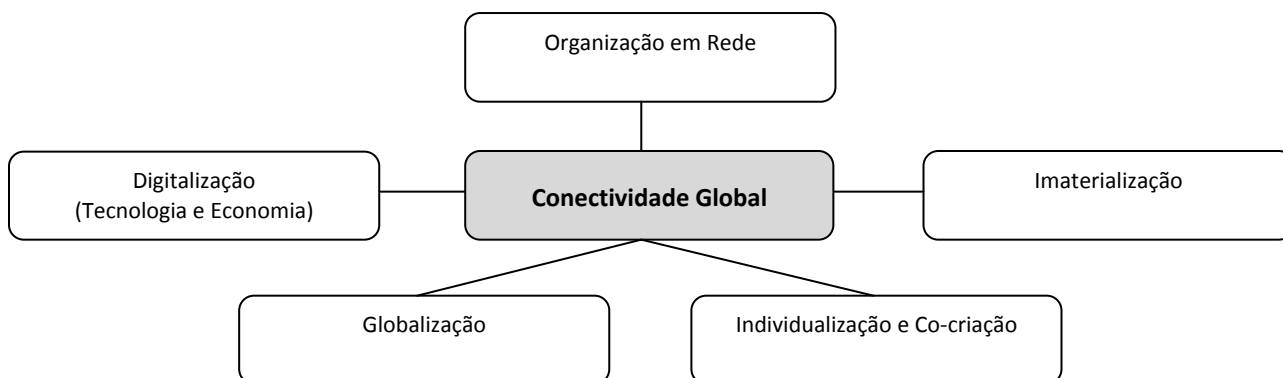 Organização em Rede
Digitalização
(Tecnologia e Economia)
Conectividade Global
Imaterialização
Globalização
Individualização e Co-criação